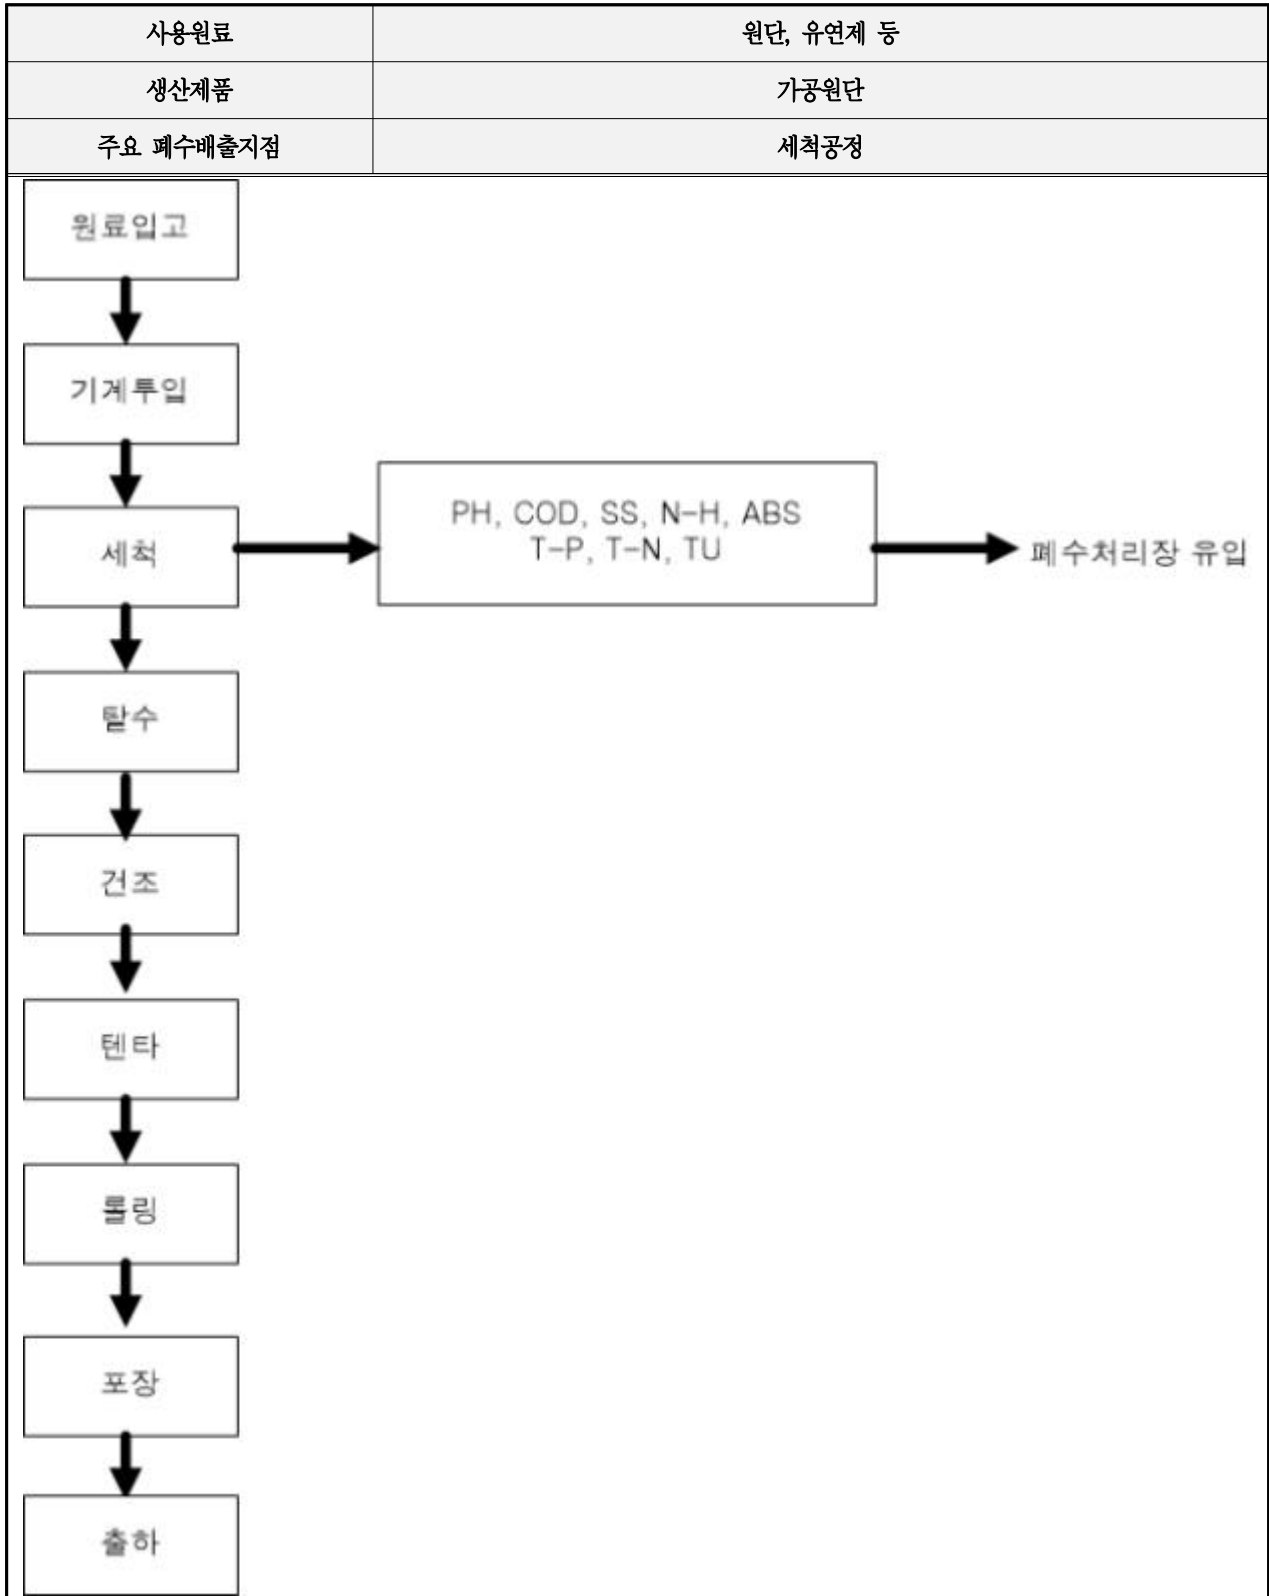 사용원료 원단, 유연제 등
생산제품 가공원단
주요 폐수배출지점 세척공정
원료입고
기계투입
세척
PH, COD, SS, N-H, ABS
T-P, T-N, TU
폐수처리장 유입
탈수
건조
텐타
롤링
포장
출하